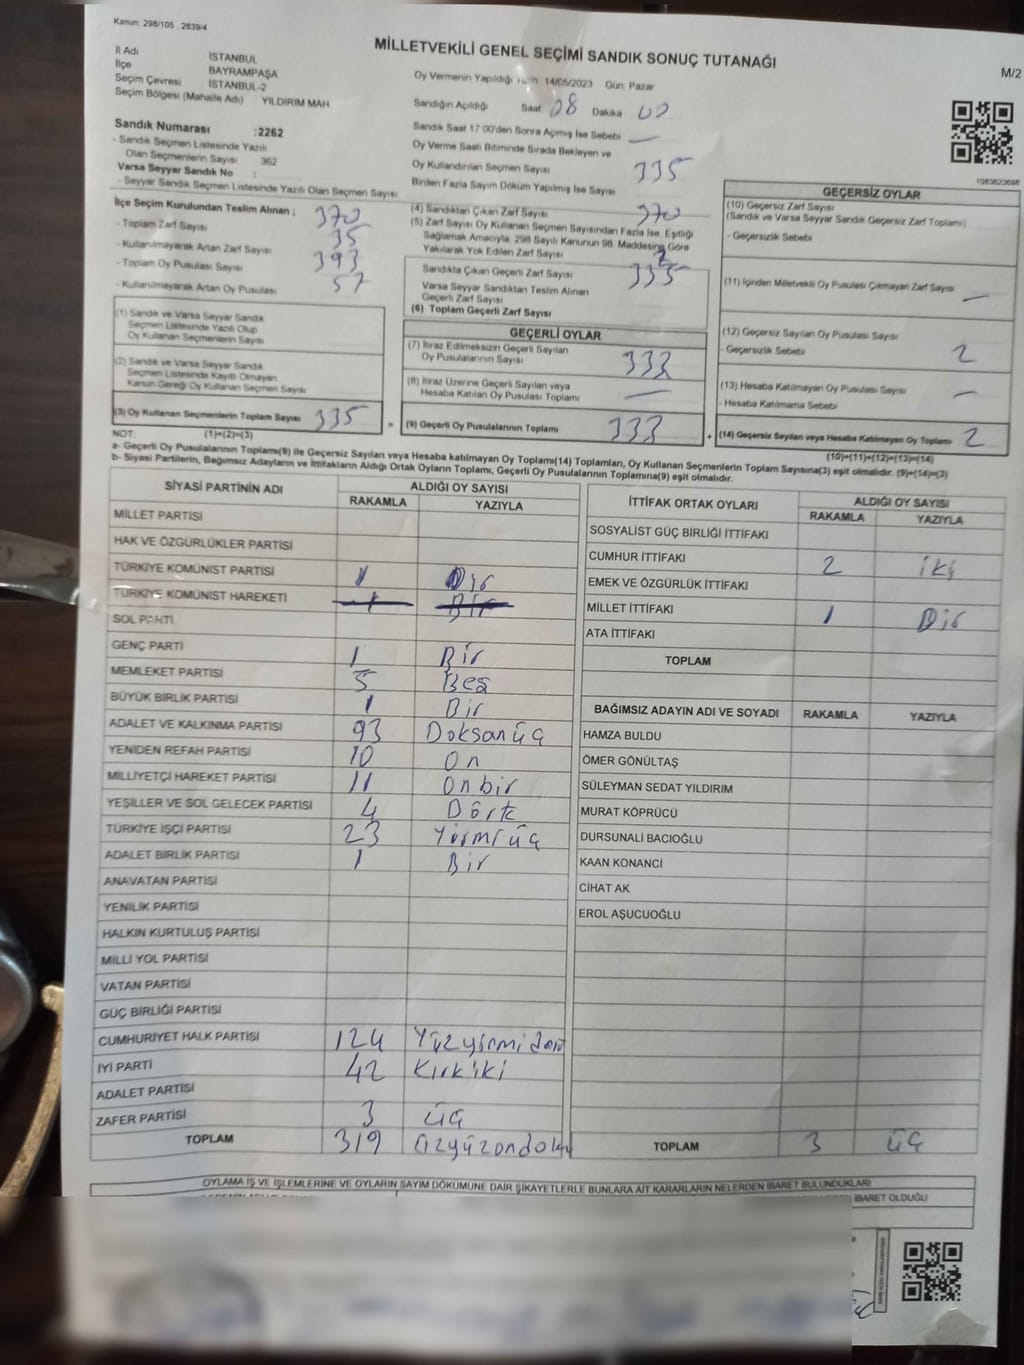 Kanun: 298/105 , 2839/4
MİLLETVEKİLİ GENEL SEÇİMİ SANDIK SONUÇ TUTANAĞI
M/2
İl Adı İSTANBUL
İlçe BAYRAMPAŞA
Seçim Çevresi İSTANBUL-2
Seçim Bölgesi (Mahalle Adı) YILDIRIM MAH.
Sandık Numarası :2262
- Sandık Seçmen Listesinde Yazılı
Olan Seçmenlerin Sayısı 362
Varsa Seyyar Sandık No :
- Seyyar Sandık Seçmen Listesinde Yazılı Olan Seçmen Sayısı
Oy Vermenin Yapıldığı 14/05/2023 Gün: Pazar
Sandığın Açıldığı Saat 08 Dakika 00
Sandık Saat 17:00'den Sonra Açmış İse Sebebi —
Oy Verme Saati Bitiminde Sırada Bekleyen ve
Oy Kullandırılan Seçmen Sayısı 335
Birden Fazla Sayım Döküm Yapılmış İse Sayısı
İlçe Seçim Kurulundan Teslim Alınan ;
- Toplam Zarf Sayısı 370
- Kullanılmayarak Artan Zarf Sayısı 35
- Toplam Oy Pusulası Sayısı 393
- Kullanılmayarak Artan Oy Pusulası 57
(4) Sandıktan Çıkan Zarf Sayısı 370
(5) Zarf Sayısı Oy Kullanan Seçmen Sayısından Fazla İse, Eşitliği
Sağlamak Amacıyla, 298 Sayılı Kanunun 98. Maddesine Göre
Yakılarak Yok Edilen Zarf Sayısı
Sandıkta Çıkan Geçerli Zarf Sayısı 335
Varsa Seyyar Sandıktan Teslim Alınan
Geçerli Zarf Sayısı
(6) Toplam Geçerli Zarf Sayısı
1083623698
GEÇERSİZ OYLAR
(10) Geçersiz Zarf Sayısı
(Sandık ve Varsa Seyyar Sandık Geçersiz Zarf Toplamı)
- Geçersizlik Sebebi
(11) İçinden Milletvekili Oy Pusulası Çıkmayan Zarf Sayısı —
(12) Geçersiz Sayılan Oy Pusulası Sayısı 2
- Geçersizlik Sebebi
(13) Hesaba Katılmayan Oy Pusulası Sayısı —
- Hesaba Katılmama Sebebi
(14) Geçersiz Sayılan veya Hesaba Katılmayan Oy Toplamı 2
(10)+(11)+(12)+(13)=(14)
(1) Sandık ve Varsa Seyyar Sandık
Seçmen Listesinde Yazılı Olup
Oy Kullanan Seçmenlerin Sayısı
(2) Sandık ve Varsa Seyyar Sandık
Seçmen Listesinde Kayıtlı Olmayan
Kanun Gereği Oy Kullanan Seçmen Sayısı
(3) Oy Kullanan Seçmenlerin Toplam Sayısı 335
NOT: (1)+(2)=(3)
GEÇERLİ OYLAR
(7) İtiraz Edilmeksizin Geçerli Sayılan
Oy Pusulalarının Sayısı 333
(8) İtiraz Üzerine Geçerli Sayılan veya
Hesaba Katılan Oy Pusulaları Toplamı —
= (9) Geçerli Oy Pusulalarının Toplamı 333 +
a- Geçerli Oy Pusulaları Toplamı(9) ile Geçersiz Sayılan veya Hesaba katılmayan Oy Toplamı(14) Toplamları, Oy Kullanan Seçmenlerin Toplam Sayısına(3) eşit olmalıdır. (9)+(14)=(3)
b- Siyasi Partilerin, Bağımsız Adayların ve İttifakların Aldığı Ortak Oyların Toplamı, Geçerli Oy Pusulalarının Toplamına(9) eşit olmalıdır.
SİYASİ PARTİNİN ADI ALDIĞI OY SAYISI
RAKAMLA YAZIYLA
MİLLET PARTİSİ
HAK VE ÖZGÜRLÜKLER PARTİSİ
TÜRKİYE KOMÜNİST PARTİSİ 1 Bir
TÜRKİYE KOMÜNİST HAREKETİ 1 Bir
SOL PARTİ
GENÇ PARTİ 1 Bir
MEMLEKET PARTİSİ 5 Beş
BÜYÜK BİRLİK PARTİSİ 1 Bir
ADALET VE KALKINMA PARTİSİ 93 Doksanüç
YENİDEN REFAH PARTİSİ 10 On
MİLLİYETÇİ HAREKET PARTİSİ 11 Onbir
YEŞİLLER VE SOL GELECEK PARTİSİ 4 Dört
TÜRKİYE İŞÇİ PARTİSİ 23 Yirmiüç
ADALET BİRLİK PARTİSİ 1 Bir
ANAVATAN PARTİSİ
YENİLİK PARTİSİ
HALKIN KURTULUŞ PARTİSİ
MİLLİ YOL PARTİSİ
VATAN PARTİSİ
GÜÇ BİRLİĞİ PARTİSİ
CUMHURİYET HALK PARTİSİ 124 Yüzyirmidört
İYİ PARTİ 42 Kırkiki
ADALET PARTİSİ
ZAFER PARTİSİ 3 üç
TOPLAM 319
İTTİFAK ORTAK OYLARI ALDIĞI OY SAYISI
RAKAMLA YAZIYLA
SOSYALİST GÜÇ BİRLİĞİ İTTİFAKI
CUMHUR İTTİFAKI 2 iki
EMEK VE ÖZGÜRLÜK İTTİFAKI
MİLLET İTTİFAKI 1 Bir
ATA İTTİFAKI
TOPLAM
BAĞIMSIZ ADAYIN ADI VE SOYADI RAKAMLA YAZIYLA
HAMZA BULDU
ÖMER GÖNÜLTAŞ
SÜLEYMAN SEDAT YILDIRIM
MURAT KÖPRÜCÜ
DURSUNALİ BACIOĞLU
KAAN KONANCI
CİHAT AK
EROL AŞUCUOĞLU
TOPLAM 3 üç
OYLAMA İŞ VE İŞLEMLERİNE VE OYLARIN SAYIM DÖKÜMÜNE DAİR ŞİKAYETLERLE BUNLARA AİT KARARLARIN NELERDEN İBARET BULUNDUKLARI
İBARET OLDUĞU